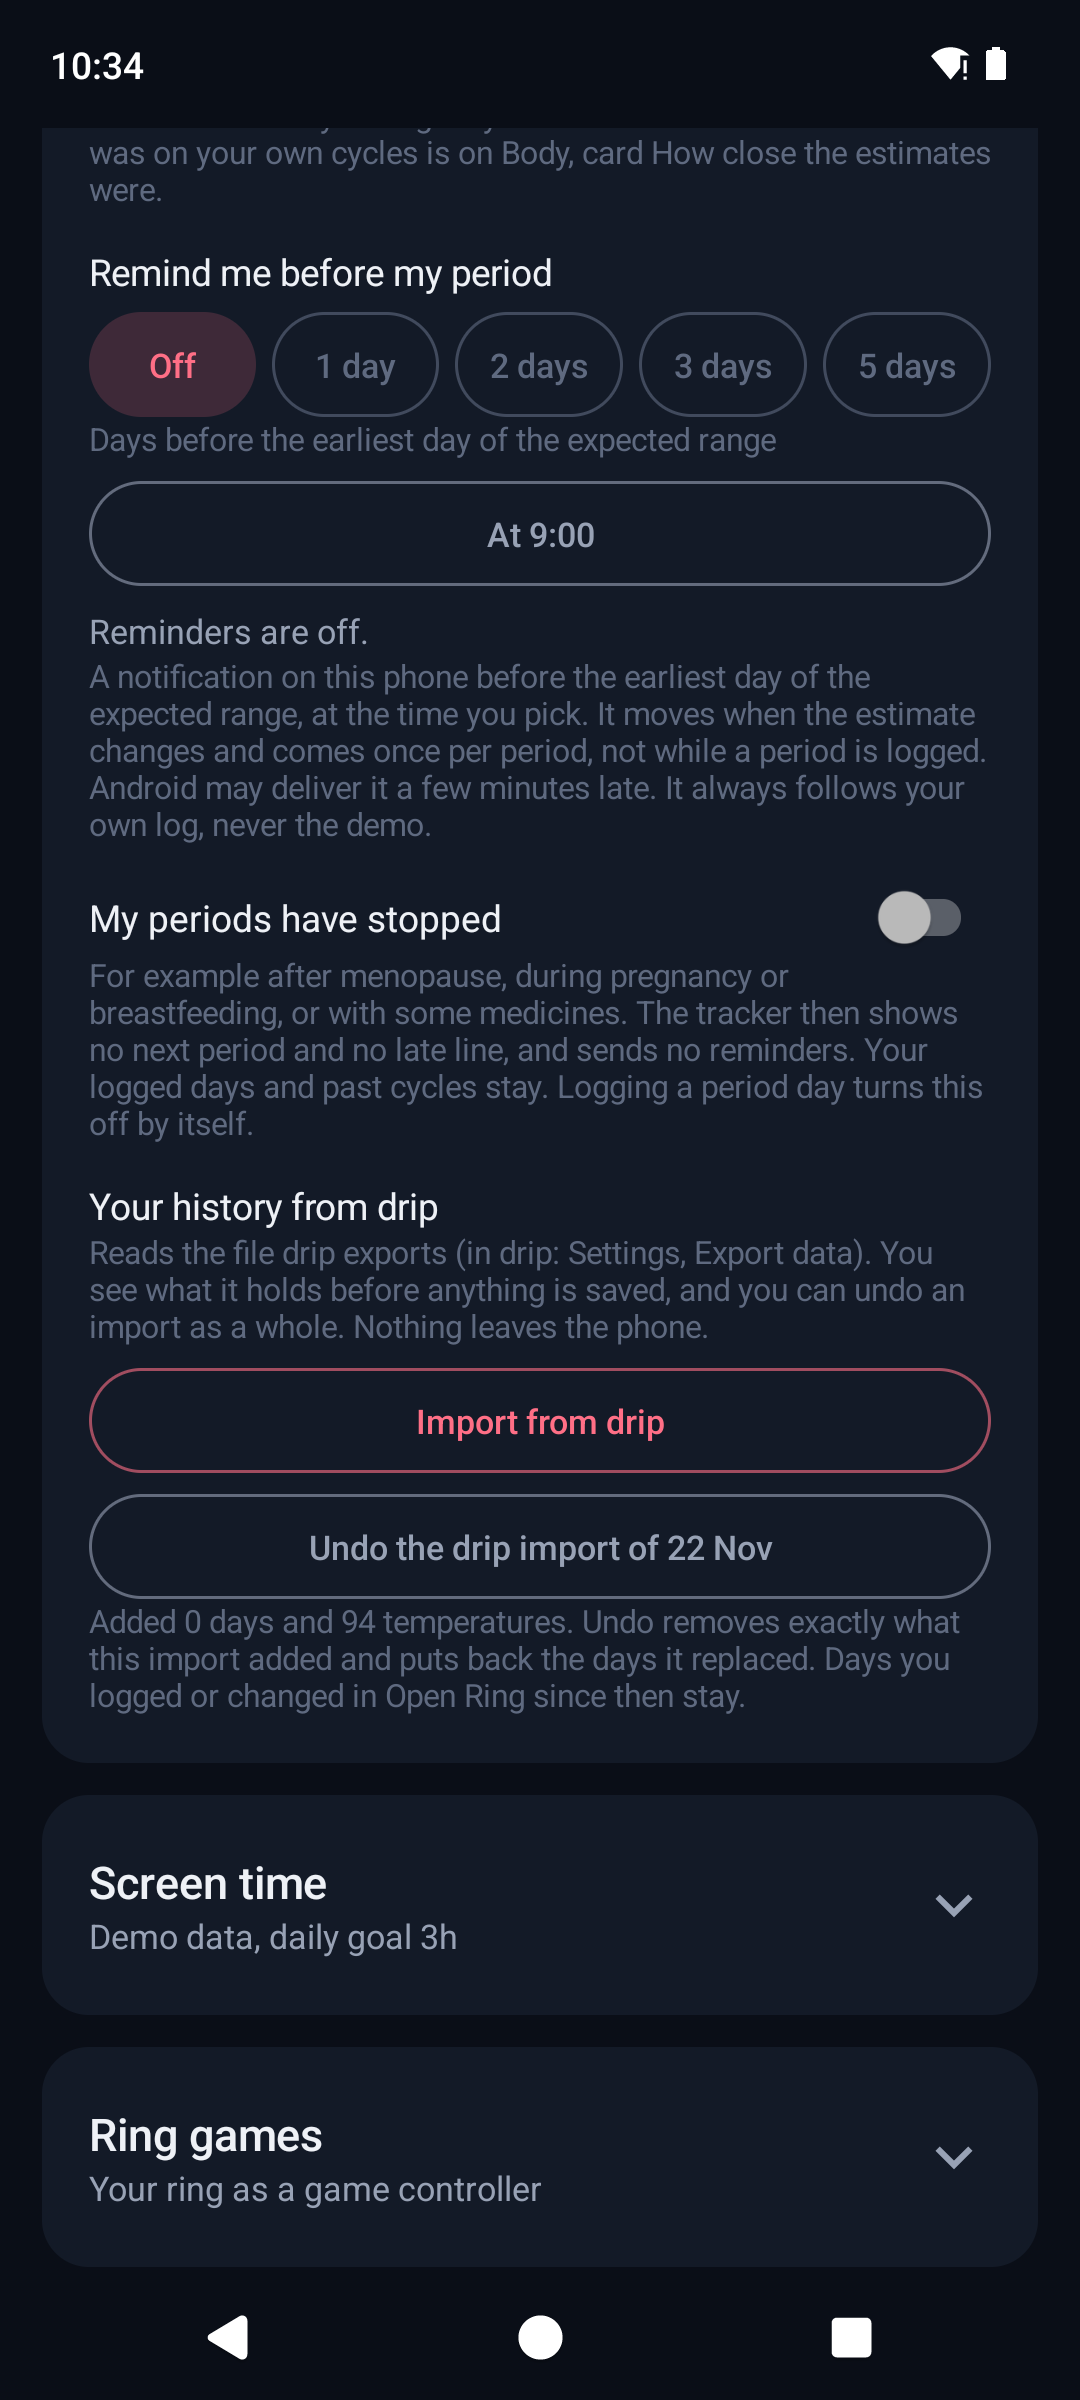 10:34
was on your own cycles is on Body, card How close the estimates
were.
Remind me before my period
Off
1 day
2 days
3 days
5 days
Days before the earliest day of the expected range
At 9:00
Reminders are off.
A notification on this phone before the earliest day of the
expected range, at the time you pick. It moves when the estimate
changes and comes once per period, not while a period is logged.
Android may deliver it a few minutes late. It always follows your
own log, never the demo.
My periods have stopped
For example after menopause, during pregnancy or
breastfeeding, or with some medicines. The tracker then shows
no next period and no late line, and sends no reminders. Your
logged days and past cycles stay. Logging a period day turns this
off by itself.
Your history from drip
Reads the file drip exports (in drip: Settings, Export data). You
see what it holds before anything is saved, and you can undo an
import as a whole. Nothing leaves the phone.
Import from drip
Undo the drip import of 22 Nov
Added 0 days and 94 temperatures. Undo removes exactly what
this import added and puts back the days it replaced. Days you
logged or changed in Open Ring since then stay.
Screen time
Demo data, daily goal 3h
Ring games
Your ring as a game controller